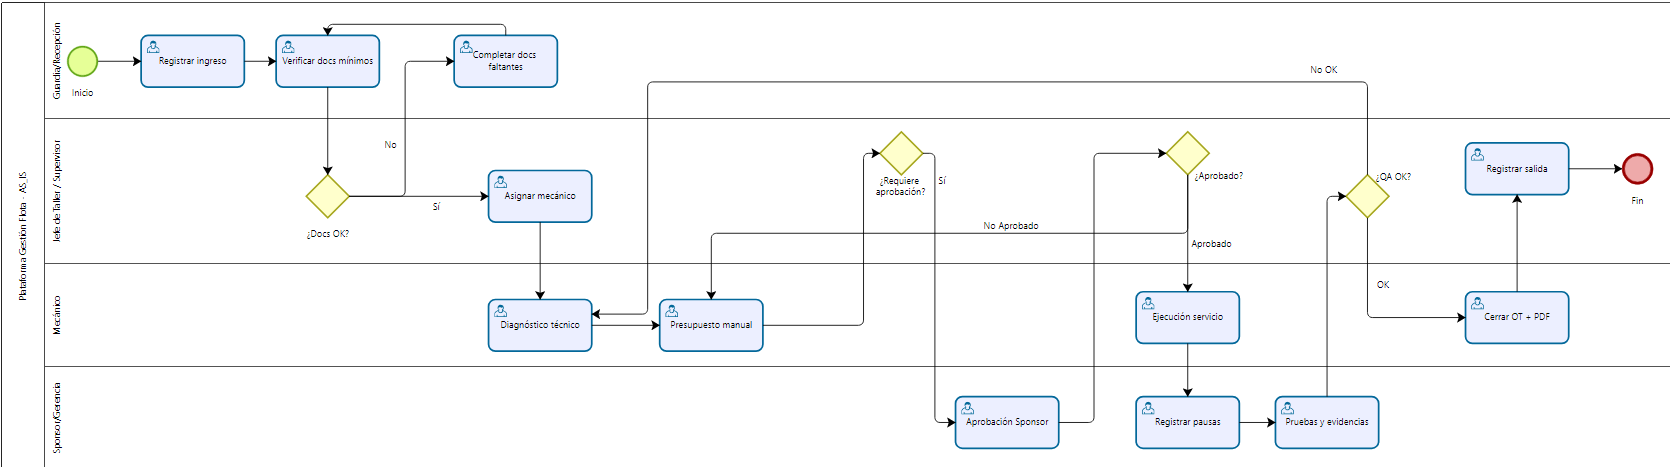 Plataforma Gestión Flota - AS_IS
Guardia/Recepción
Inicio
Registrar ingreso
Verificar docs mínimos
Completar docs
faltantes
No OK
Jefe de Taller / Supervisor
¿Docs OK?
No
Sí
Asignar mecánico
¿Requiere
aprobación?
Sí
No Aprobado
¿Aprobado?
Aprobado
¿QA OK?
OK
Registrar salida
Fin
Mecánico
Diagnóstico técnico
Presupuesto manual
Ejecución servicio
Cerrar OT + PDF
Sponsor/Gerencia
Aprobación Sponsor
Registrar pausas
Pruebas y evidencias